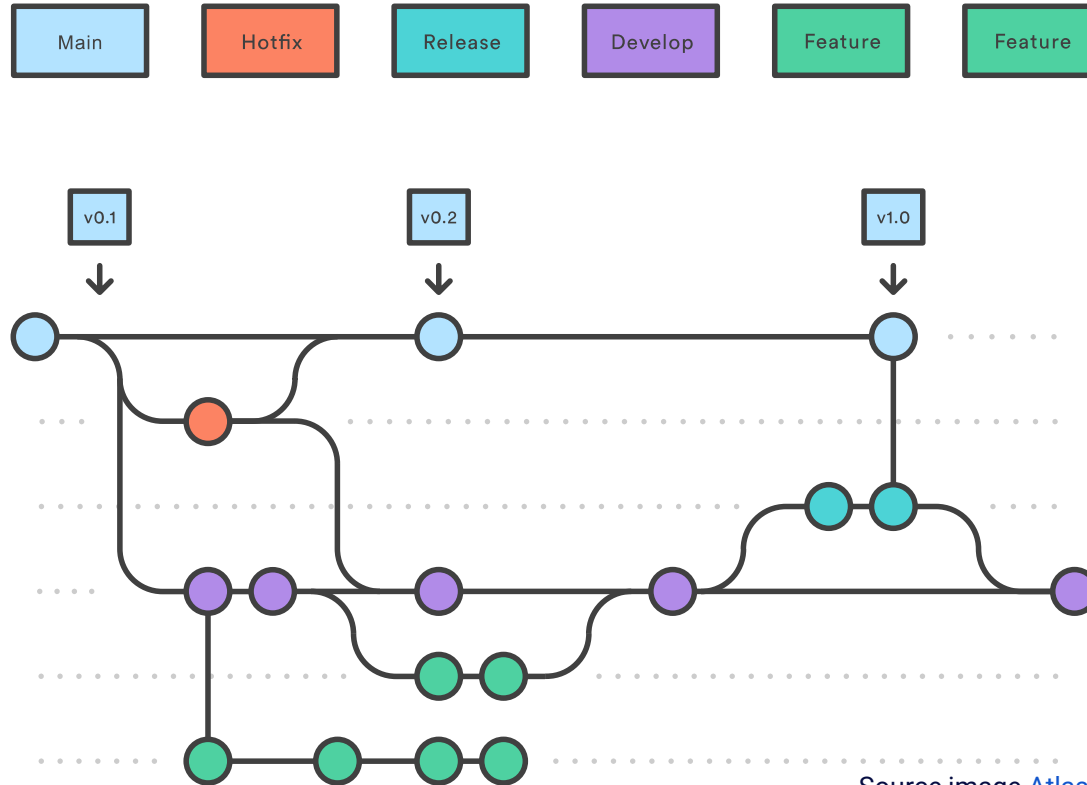 Main
Hotfix
Release
Develop
Feature
Feature
v0.1
v0.2
v1.0
Source image